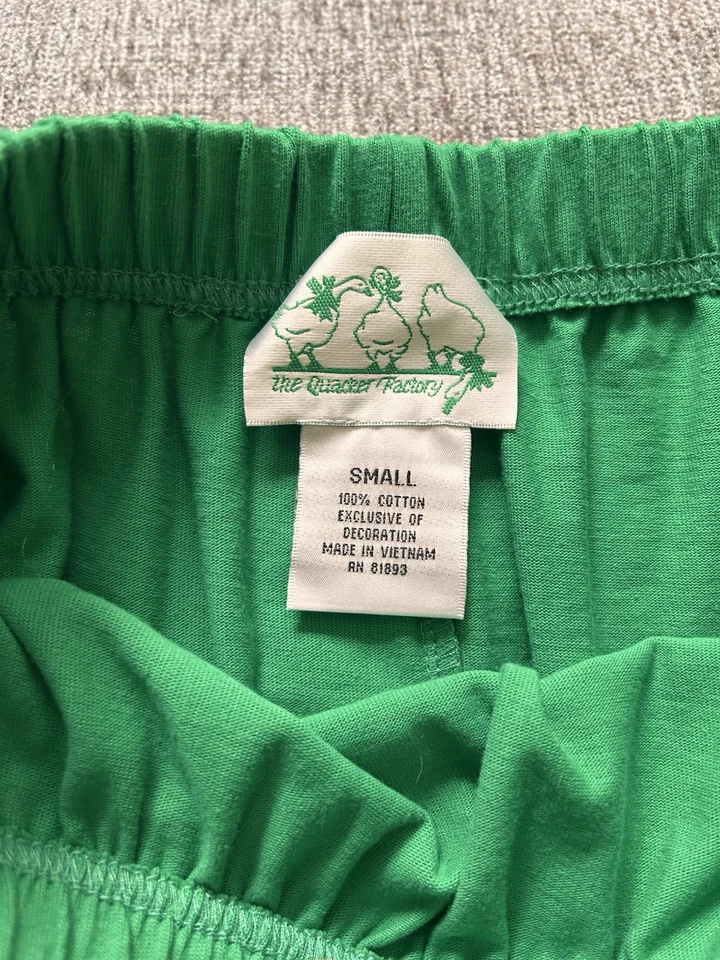 the Quacker Factory
SMALL
100% COTTON
EXCLUSIVE OF
DECORATION
MADE IN VIETNAM
RN 81893